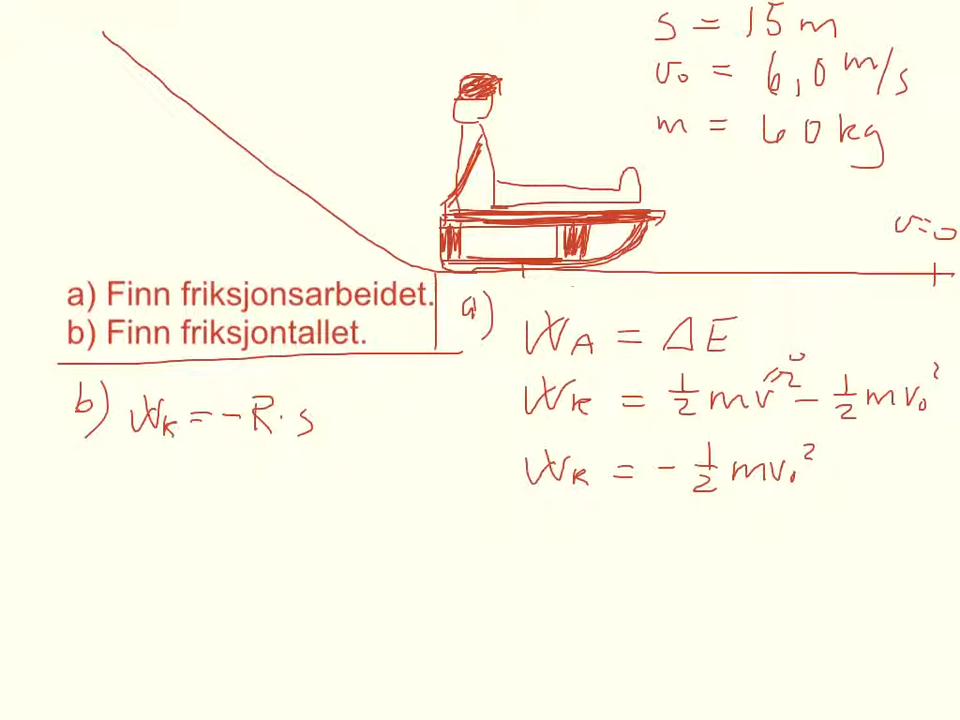 s = 15 m
v₀ = 6,0 m/s
m = 60 kg
v=0
a) Finn friksjonsarbeidet.
b) Finn friksjontallet.
a) W_A = ΔE
W_R = ½mv² - ½mv₀²
W_R = -½mv₀²
b) W_R = -R·s